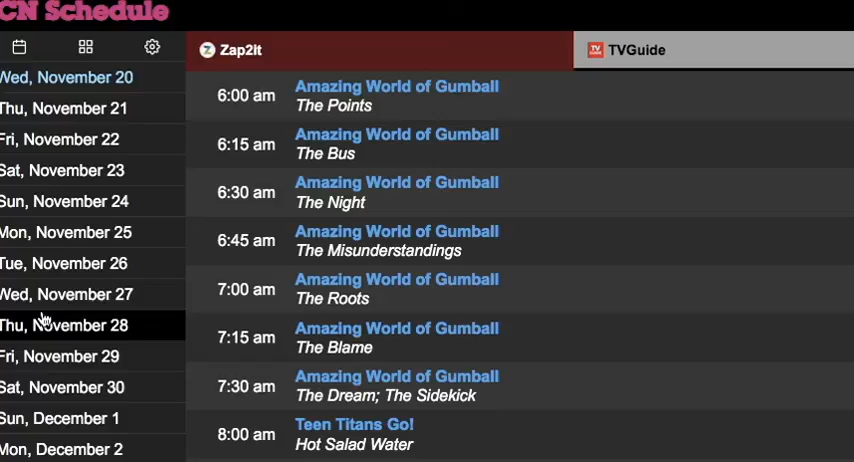 CN Schedule
Zap2It
TVGuide
Wed, November 20
Thu, November 21
Fri, November 22
Sat, November 23
Sun, November 24
Mon, November 25
Tue, November 26
Wed, November 27
Thu, November 28
Fri, November 29
Sat, November 30
Sun, December 1
Mon, December 2
6:00 am
Amazing World of Gumball
The Points
6:15 am
Amazing World of Gumball
The Bus
6:30 am
Amazing World of Gumball
The Night
6:45 am
Amazing World of Gumball
The Misunderstandings
7:00 am
Amazing World of Gumball
The Roots
7:15 am
Amazing World of Gumball
The Blame
7:30 am
Amazing World of Gumball
The Dream; The Sidekick
8:00 am
Teen Titans Go!
Hot Salad Water